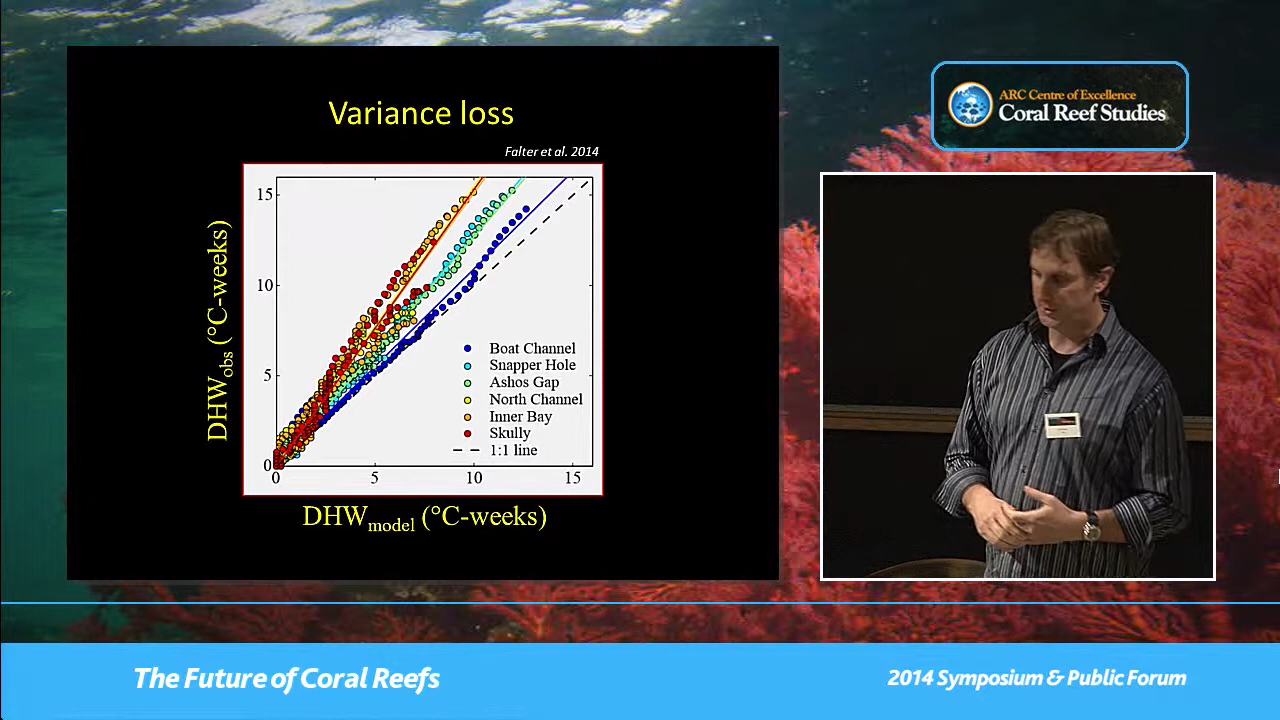 Variance loss
Falter et al. 2014
15
10
5
0
0 5 10 15
DHWobs (°C-weeks)
DHWmodel (°C-weeks)
Boat Channel
Snapper Hole
Ashos Gap
North Channel
Inner Bay
Skully
1:1 line
ARC Centre of Excellence
Coral Reef Studies
The Future of Coral Reefs
2014 Symposium & Public Forum